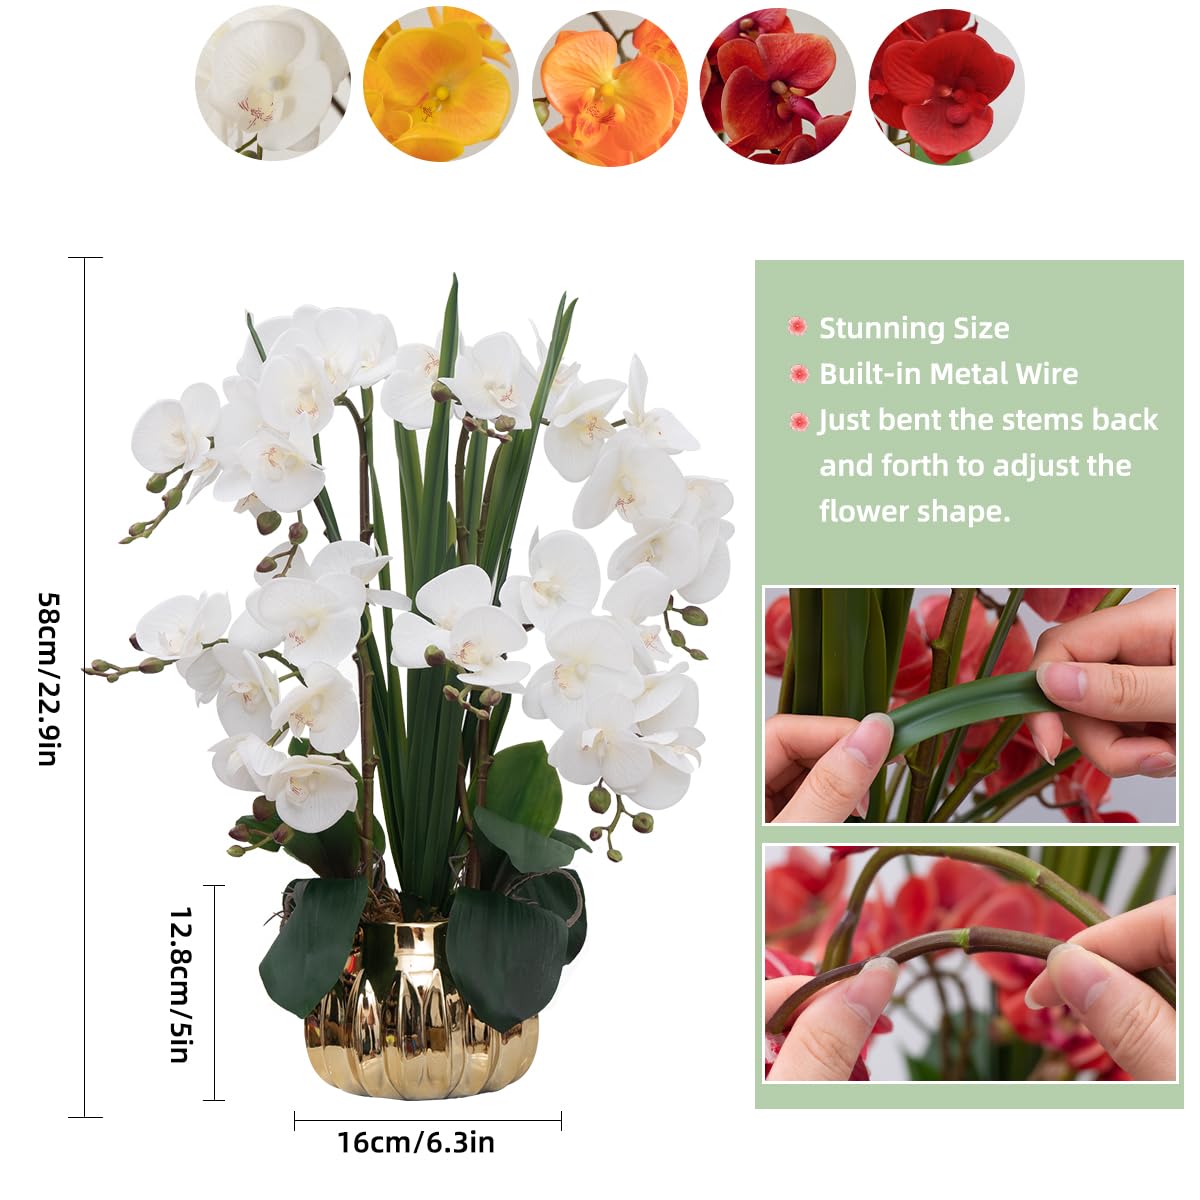 Stunning Size
Built-in Metal Wire
Just bent the stems back
and forth to adjust the
flower shape.
58cm/22.9in
12.8cm/5in
16cm/6.3in